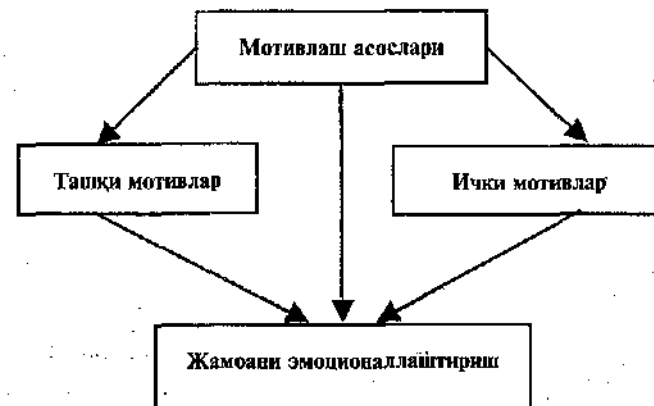 Мотивлаш асослари
Ташқи мотивлар
Ички мотивлар
Жамоани эмоционаллаштириш